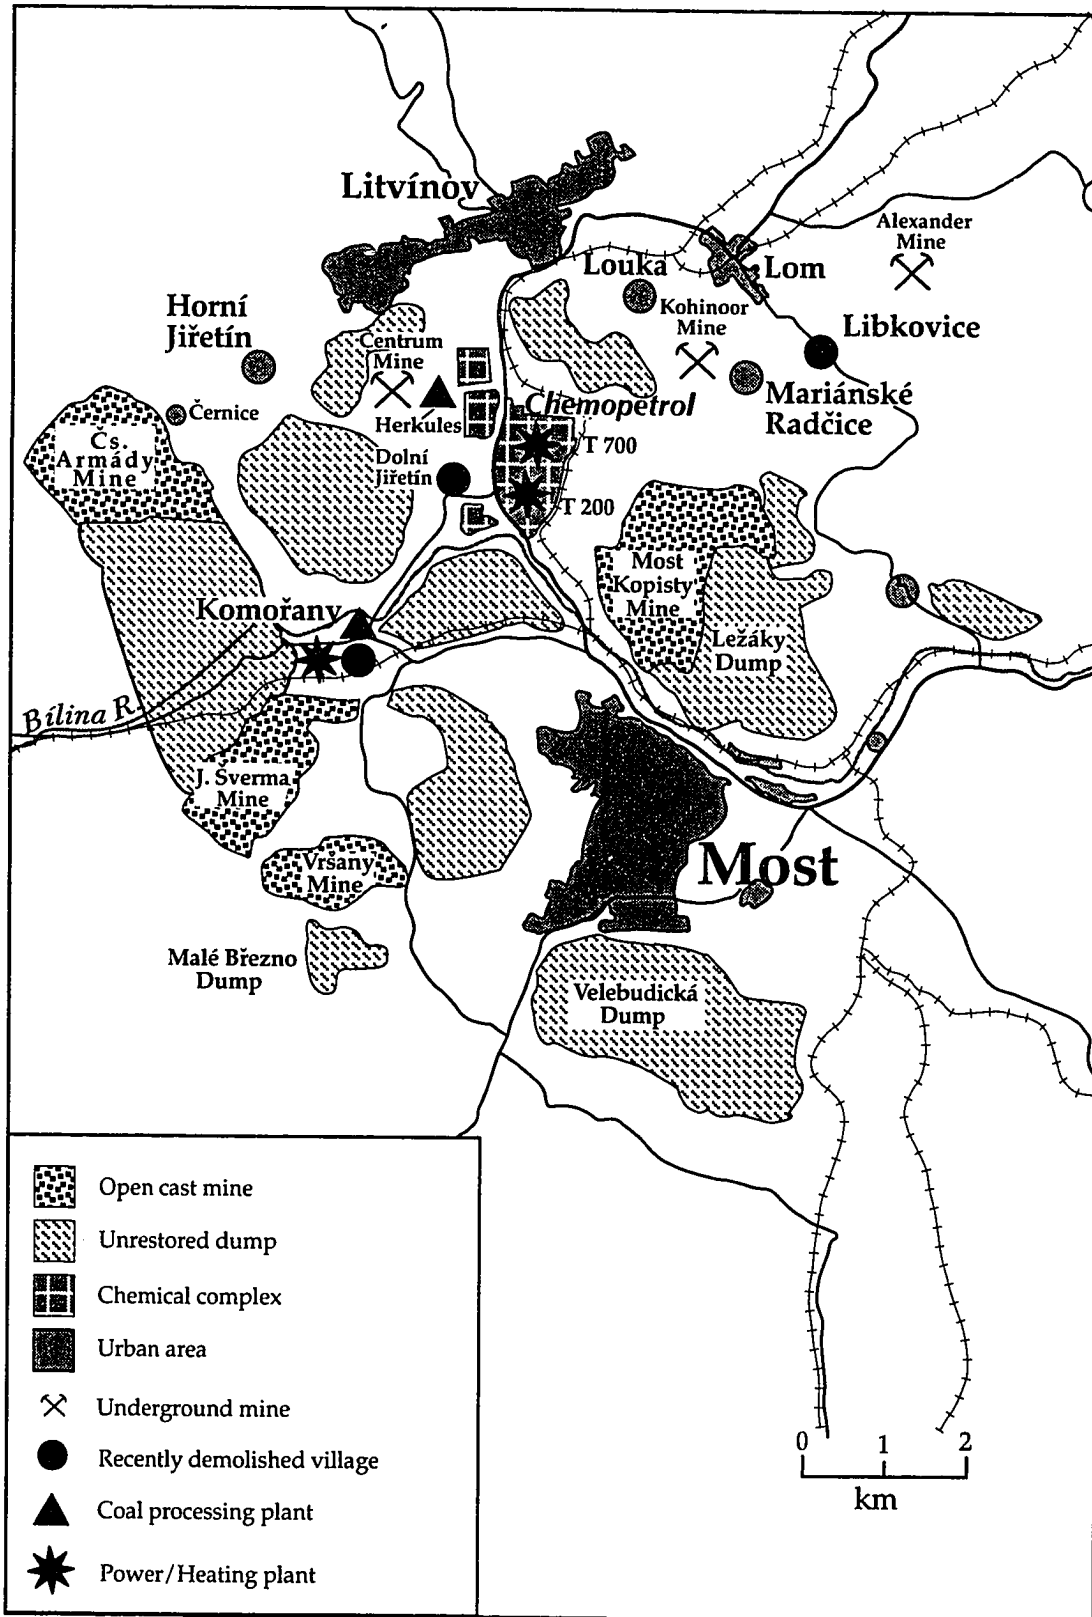 Litvínov
Alexander
Mine
Louka
Lom
Horní
Jiřetín
Kohinoor
Mine
Libkovice
Centrum
Mine
Mariánské
Radčice
Chemopetrol
Černice
Herkúles
Čs.
Armády
Mine
T 700
Dolní
Jiřetín
T 200
Most
Kopisty
Mine
Komořany
Ležáky
Dump
Bílina R.
J. Šverma
Mine
Vršany
Mine
Most
Malé Březno
Dump
Velebudická
Dump
Open cast mine
Unrestored dump
Chemical complex
Urban area
Underground mine
Recently demolished village
Coal processing plant
Power/Heating plant
0 1 2
km